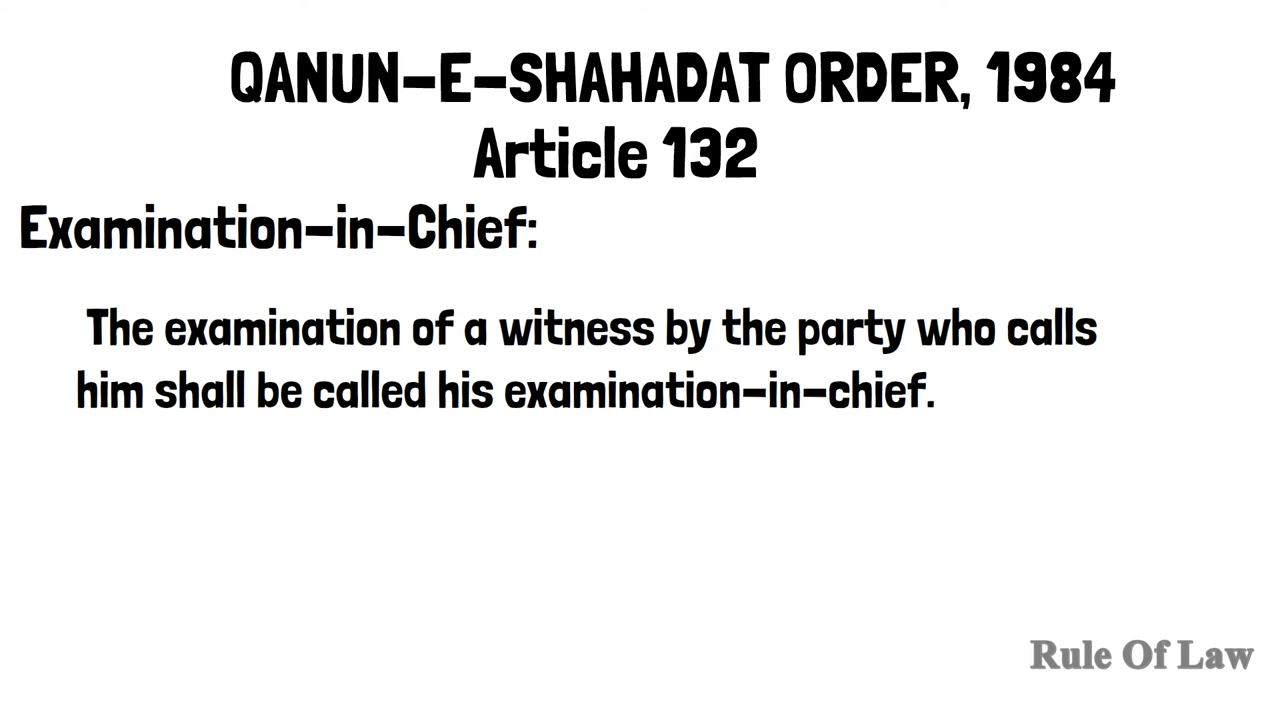 QANUN-E-SHAHADAT ORDER, 1984
Article 132
Examination-in-Chief:
The examination of a witness by the party who calls
him shall be called his examination-in-chief.
Rule Of Law